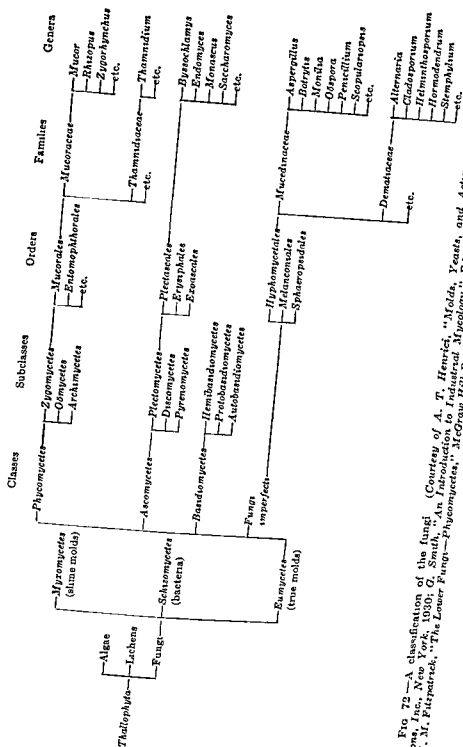 Classes
Subclasses
Orders
Families
Genera
Thallophyta
Algae
Lichens
Fungi
Myxomycetes
(slime molds)
Schizomycetes
(bacteria)
Eumycetes
(true molds)
Phycomycetes
Ascomycetes
Basidiomycetes
Fungi
imperfecti
Zygomycetes
Oömycetes
Archimycetes
Plectomycetes
Discomycetes
Pyrenomycetes
Hemibasidiomycetes
Protobasidiomycetes
Autobasidiomycetes
Mucorales
Entomophthorales
etc.
Plectascales
Erysiphales
Exoascales
Hyphomycetales
Melanconiales
Sphaeropsidales
Mucoraceae
Thamnidiaceae
etc.
Mucedinaceae
Dematiaceae
etc.
Mucor
Rhizopus
Zygorhynchus
etc.
Thamnidium
etc.
Byssochlamys
Endomyces
Monascus
Saccharomyces
etc.
Aspergillus
Botrytis
Monilia
Oöspora
Penicillium
Scopulariopsis
etc.
Alternaria
Cladosporium
Helminthosporium
Hormodendrum
Stemphylium
etc.
FIG 72 —A classification of the fungi (Courtesy of A. T. Henrici, "Molds, Yeasts, and
Inc., New York, 1930; G. Smith, "An Introduction to Industrial Mycology"
M. Fitzpatrick, "The Lower Fungi—Phycomycetes," McGraw Hill